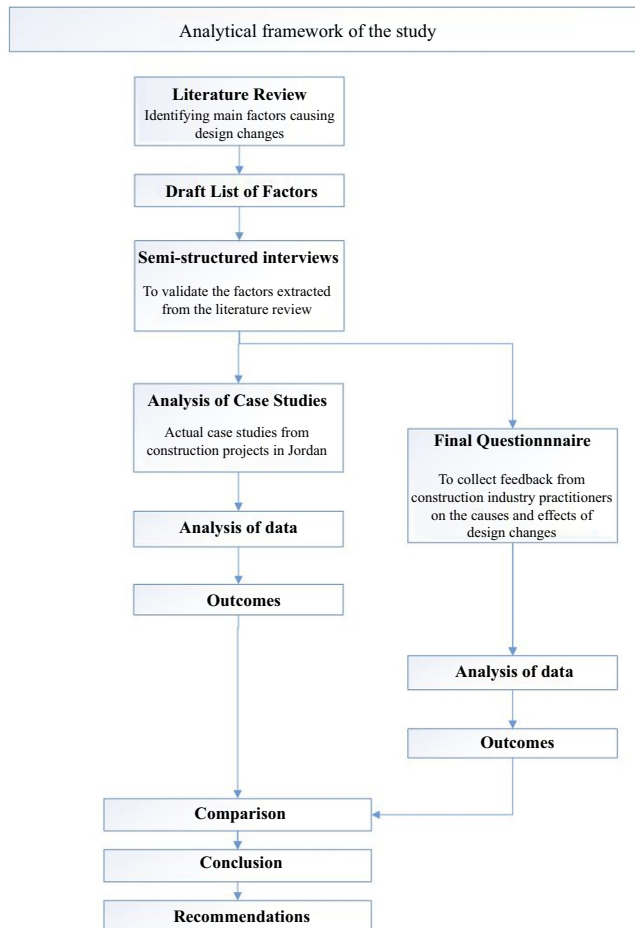 Analytical framework of the study
Literature Review
Identifying main factors causing
design changes
Draft List of Factors
Semi-structured interviews
To validate the factors extracted
from the literature review
Analysis of Case Studies
Actual case studies from
construction projects in Jordan
Analysis of data
Outcomes
Final Questionnnaire
To collect feedback from
construction industry practitioners
on the causes and effects of
design changes
Analysis of data
Outcomes
Comparison
Conclusion
Recommendations